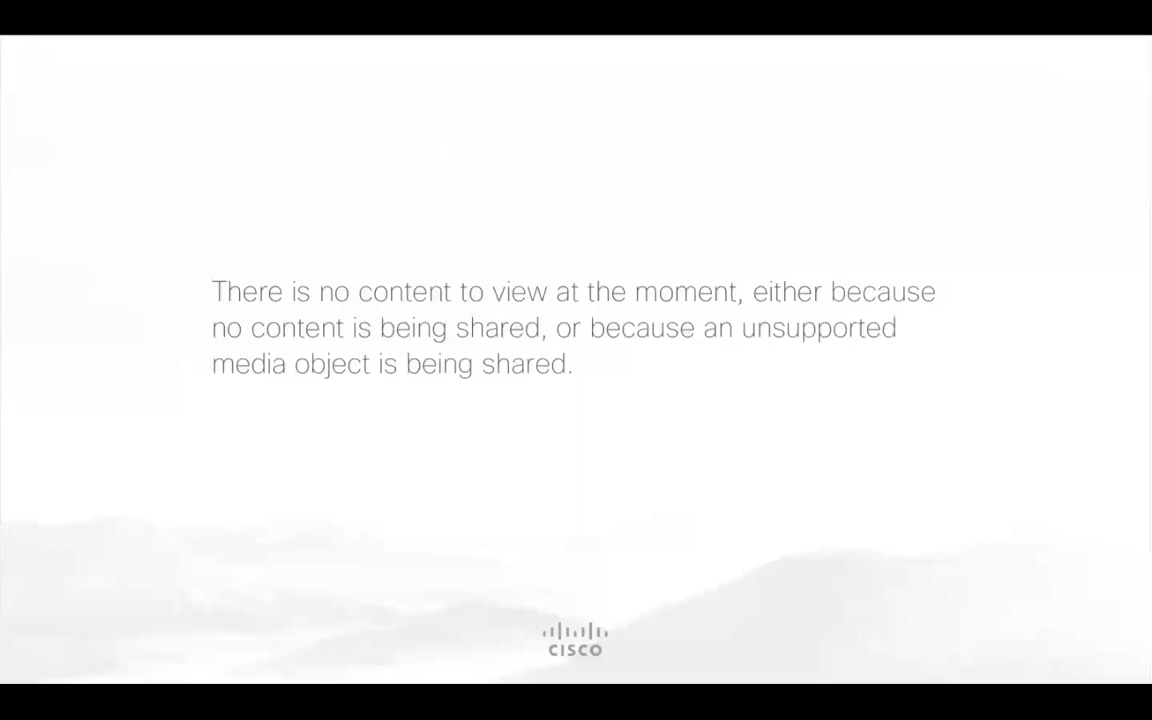 There is no content to view at the moment, either because
no content is being shared, or because an unsupported
media object is being shared.
CISCO